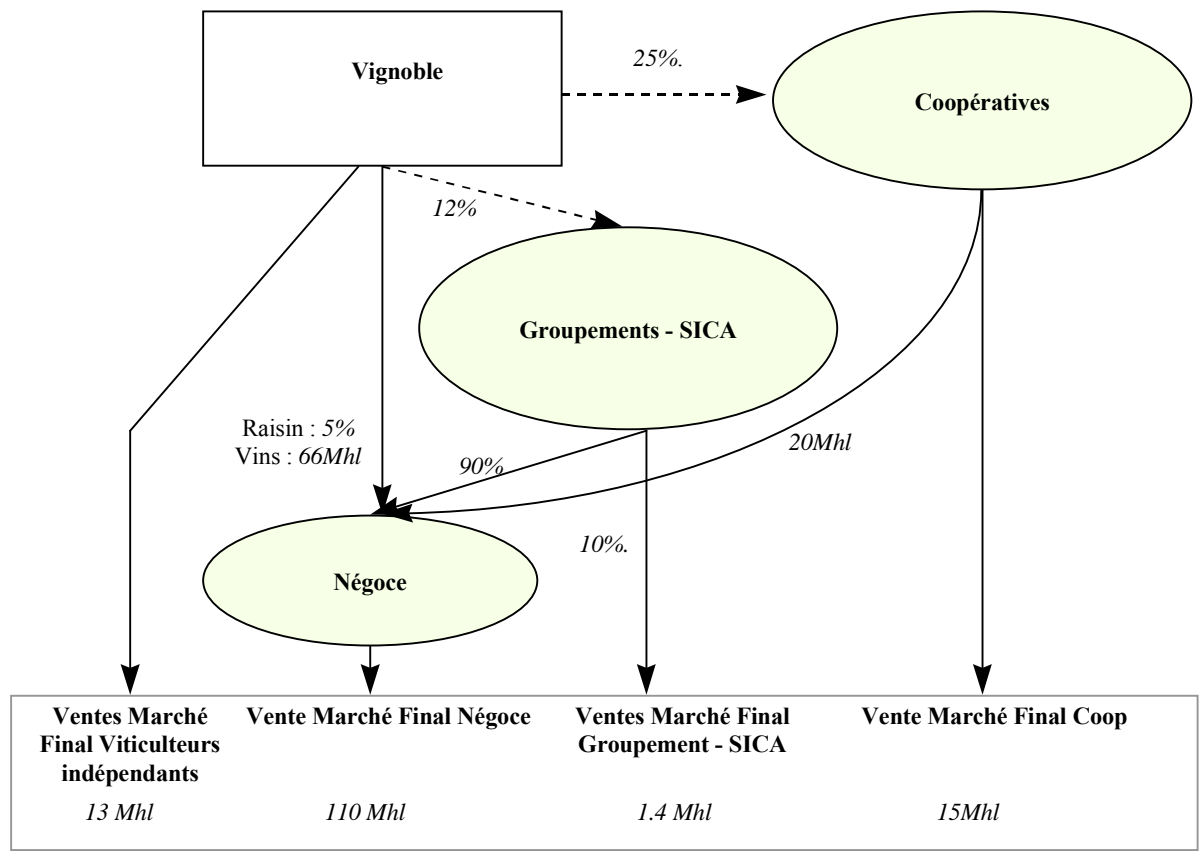 Vignoble
25%.
Coopératives
12%
Groupements - SICA
Raisin : 5%
Vins : 66Mhl
90%
20Mhl
10%.
Négoce
Ventes Marché
Final Viticulteurs
indépendants
13 Mhl
Vente Marché Final Négoce
110 Mhl
Ventes Marché Final
Groupement - SICA
1.4 Mhl
Vente Marché Final Coop
15Mhl